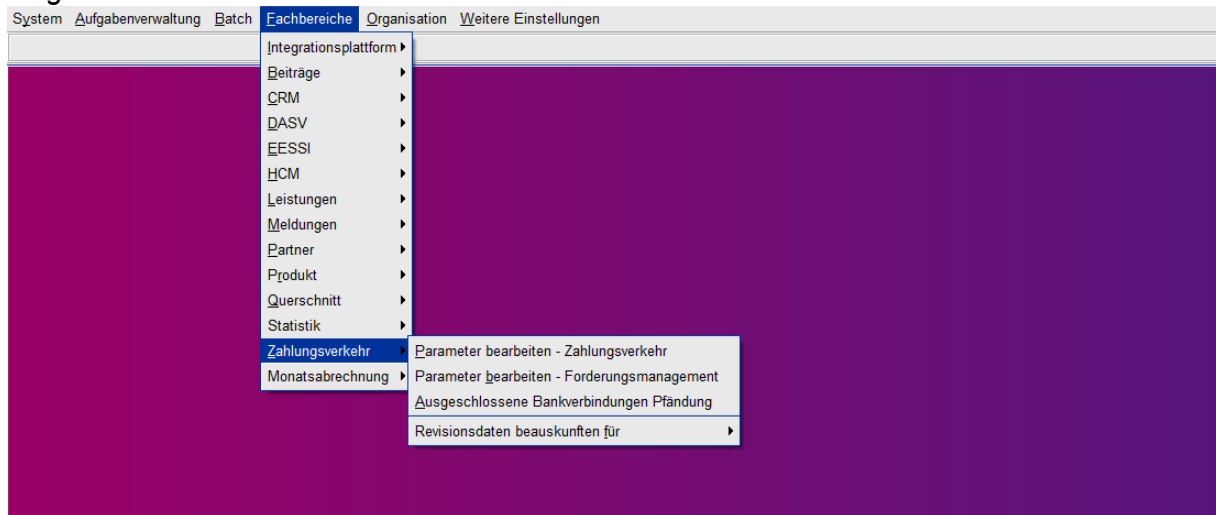 System Aufgabenverwaltung Batch Fachbereiche Organisation Weitere Einstellungen
Integrationsplattform
Beiträge
CRM
DASV
EESSI
HCM
Leistungen
Meldungen
Partner
Produkt
Querschnitt
Statistik
Zahlungsverkehr
Monatsabrechnung
Parameter bearbeiten - Zahlungsverkehr
Parameter bearbeiten - Forderungsmanagement
Ausgeschlossene Bankverbindungen Pfändung
Revisionsdaten beauskunften für